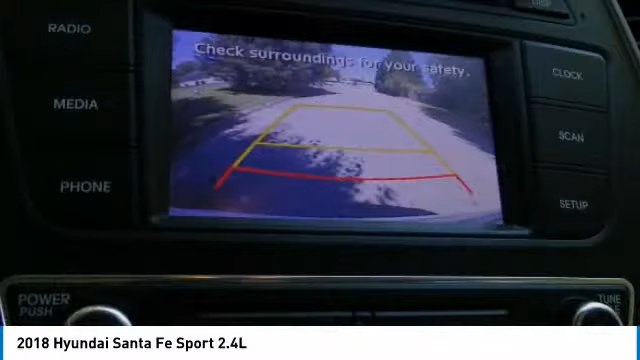 DISP
RADIO
Check surroundings for your safety.
CLOCK
MEDIA
SCAN
PHONE
SETUP
POWER
PUSH
TUNE
2018 Hyundai Santa Fe Sport 2.4L